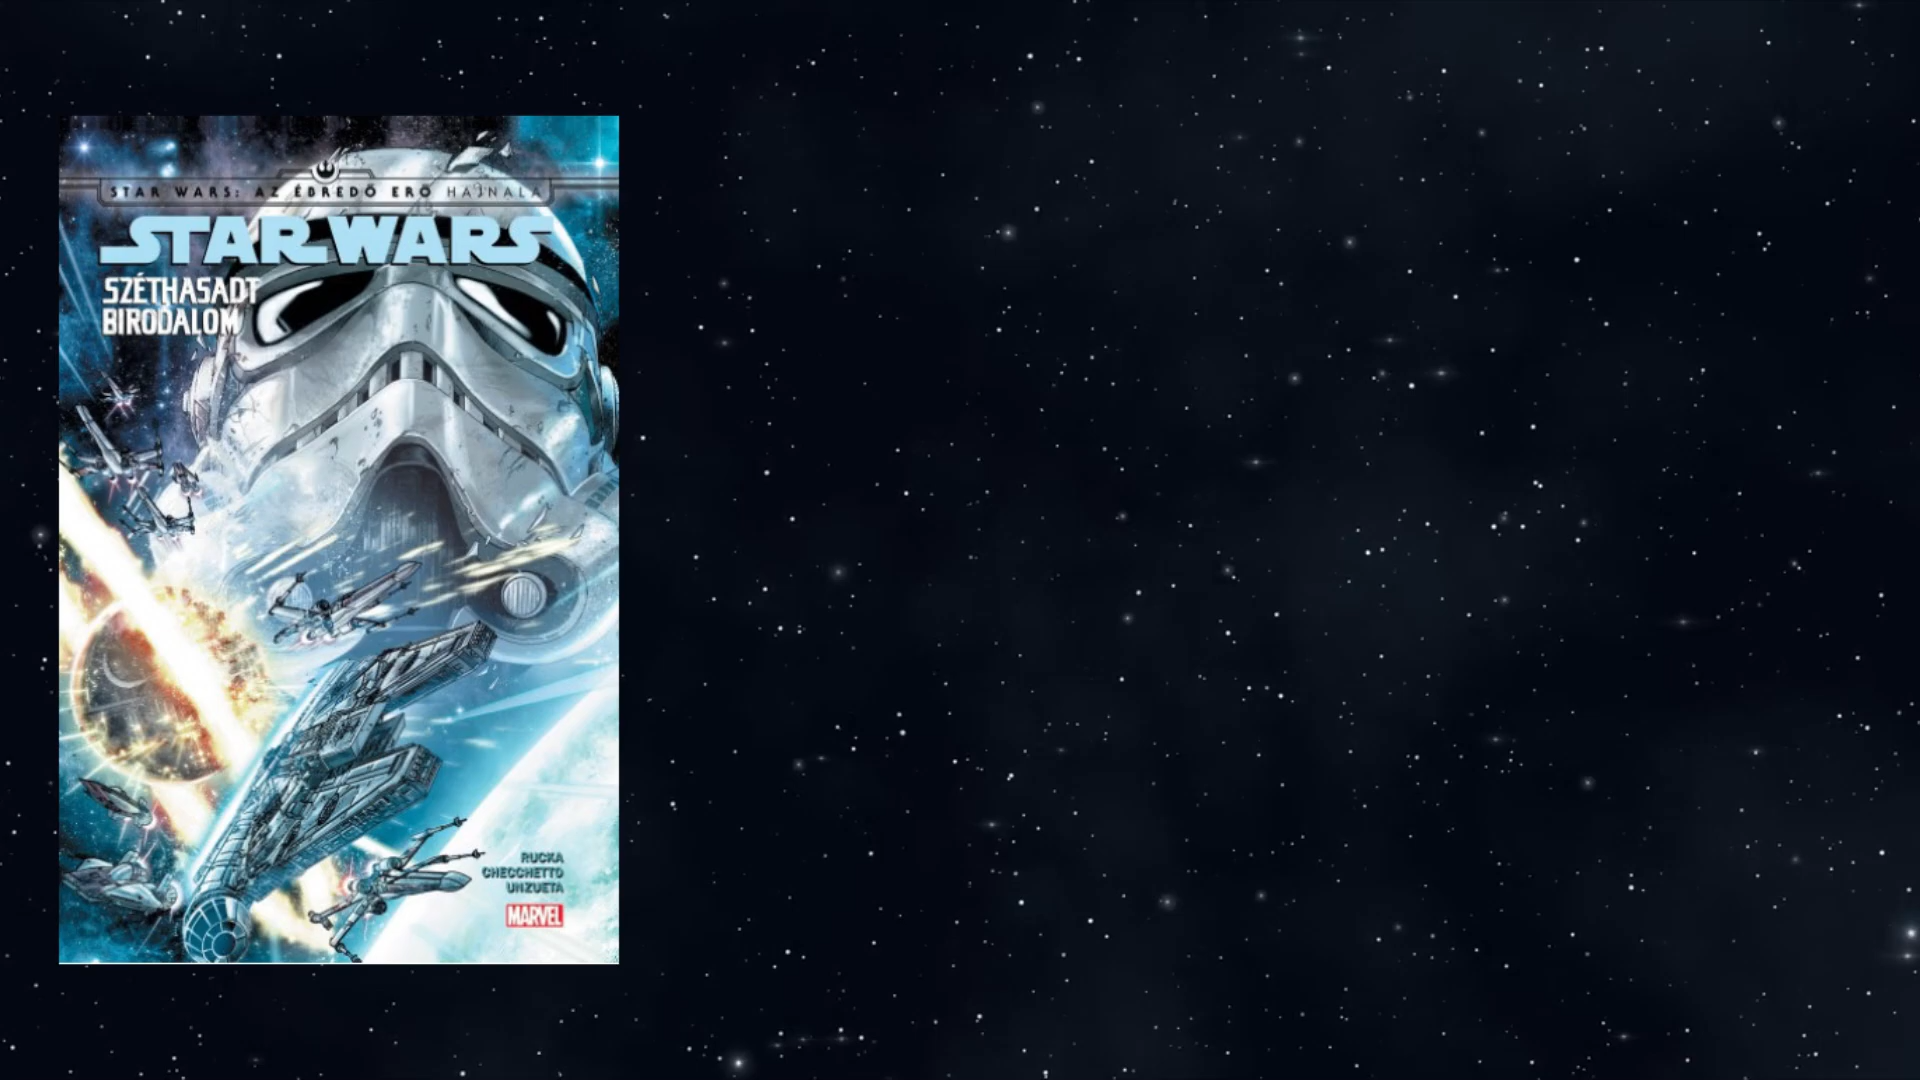 STAR WARS: AZ ÉBREDŐ ERŐ HAJNALA
STAR WARS
SZÉTHASADT
BIRODALOM
RUCKA
CHECCHETTO
UNZUETA
MARVEL